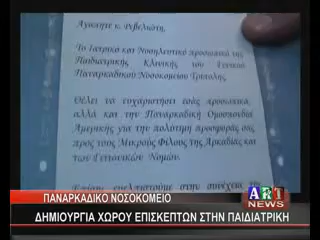 Αγαπητέ κ. Ρεβελιώτη,
Το Ιατρικό και Νοσηλευτικό προσωπικό της
Παιδιατρικής Κλινικής του Γενικού
Παναρκαδικού Νοσοκομείου Τρίπολης,
Θέλει να ευχαριστήσει εσάς προσωπικά,
αλλά και την Παναρκαδική Ομοσπονδία
Αμερικής για την πολύτιμη προσφορά σας
προς τους Μικρούς Φίλους της Αρκαδίας και
των Γειτονικών Νομών.
στην συνέχεια
ΠΑΝΑΡΚΑΔΙΚΟ ΝΟΣΟΚΟΜΕΙΟ
ART
NEWS
ΔΗΜΙΟΥΡΓΙΑ ΧΩΡΟΥ ΕΠΙΣΚΕΠΤΩΝ ΣΤΗΝ ΠΑΙΔΙΑΤΡΙΚΗ